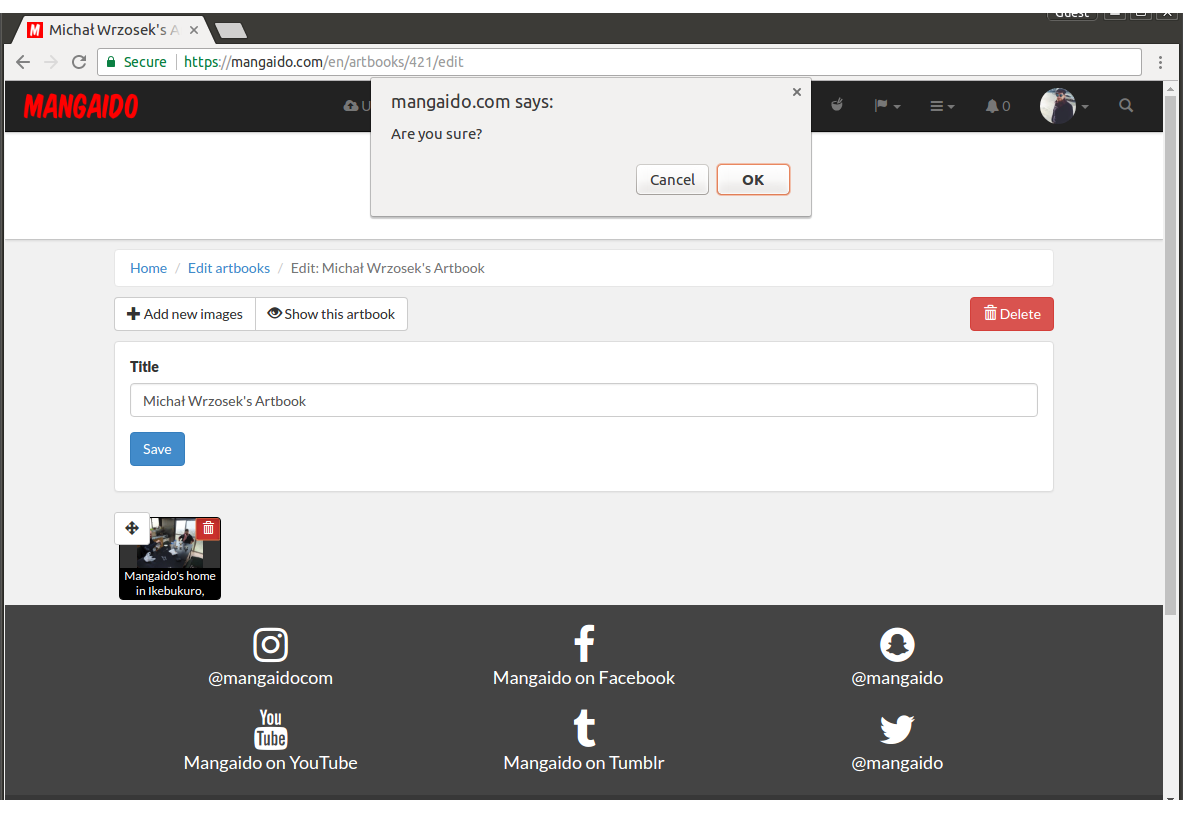 Guest
Michał Wrzosek's A
Secure
https://mangaido.com/en/artbooks/421/edit
MANGAIDO
U
0
mangaido.com says:
Are you sure?
Cancel
OK
Home / Edit artbooks / Edit: Michał Wrzosek's Artbook
Add new images
Show this artbook
Delete
Title
Michał Wrzosek's Artbook
Save
Mangaido's home
in Ikebukuro,
@mangaidocom
Mangaido on Facebook
@mangaido
You
Tube
Mangaido on YouTube
Mangaido on Tumblr
@mangaido